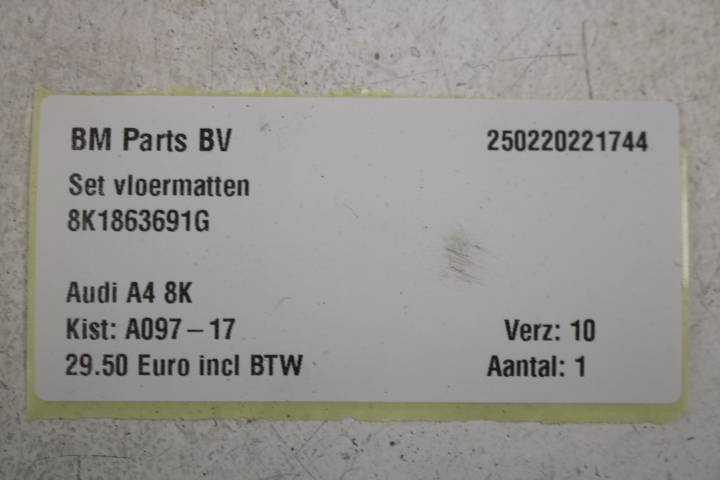 BM Parts BV 250220221744
Set vloermatten
8K1863691G
Audi A4 8K
Kist: A097-17 Verz: 10
29.50 Euro incl BTW Aantal: 1